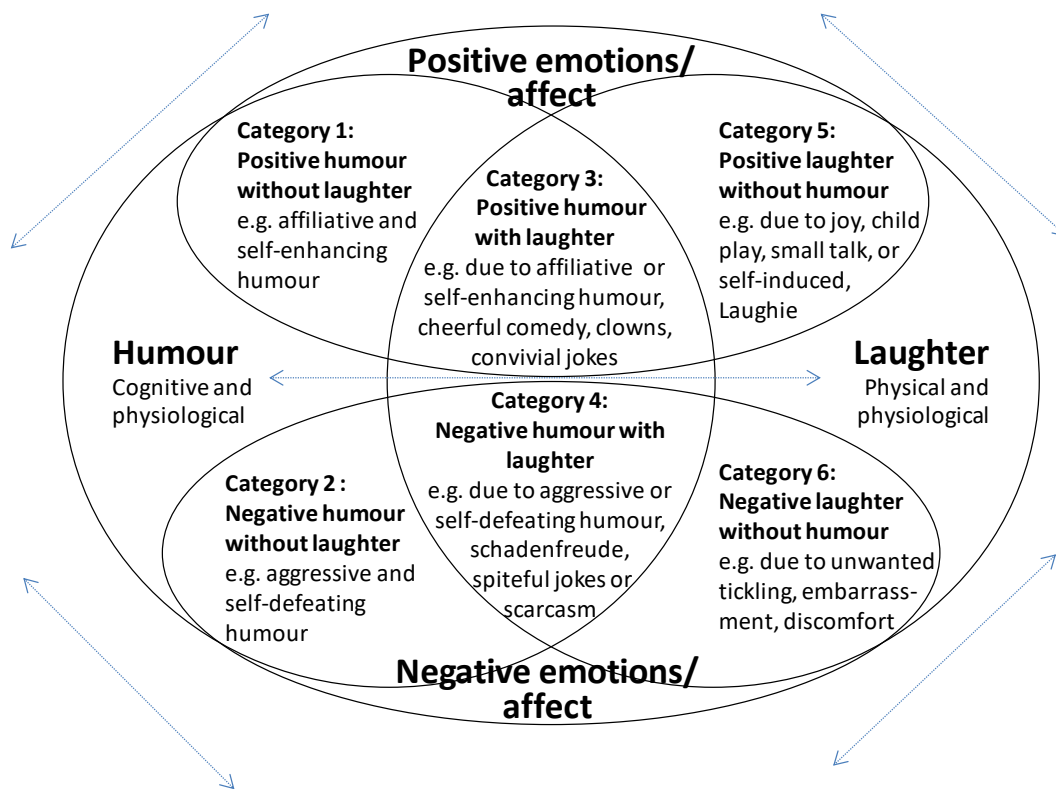 Positive emotions/
affect
Category 1:
Positive humour
without laughter
e.g. affiliative and
self-enhancing
humour
Category 3:
Positive humour
with laughter
e.g. due to affiliative or
self-enhancing humour,
cheerful comedy, clowns,
convivial jokes
Category 5:
Positive laughter
without humour
e.g. due to joy, child
play, small talk, or
self-induced,
Laughie
Humour
Cognitive and
physiological
Laughter
Physical and
physiological
Category 2 :
Negative humour
without laughter
e.g. aggressive and
self-defeating
humour
Category 4:
Negative humour with
laughter
e.g. due to aggressive or
self-defeating humour,
schadenfreude,
spiteful jokes or
scarcasm
Category 6:
Negative laughter
without humour
e.g. due to unwanted
tickling, embarrass-
ment, discomfort
Negative emotions/
affect